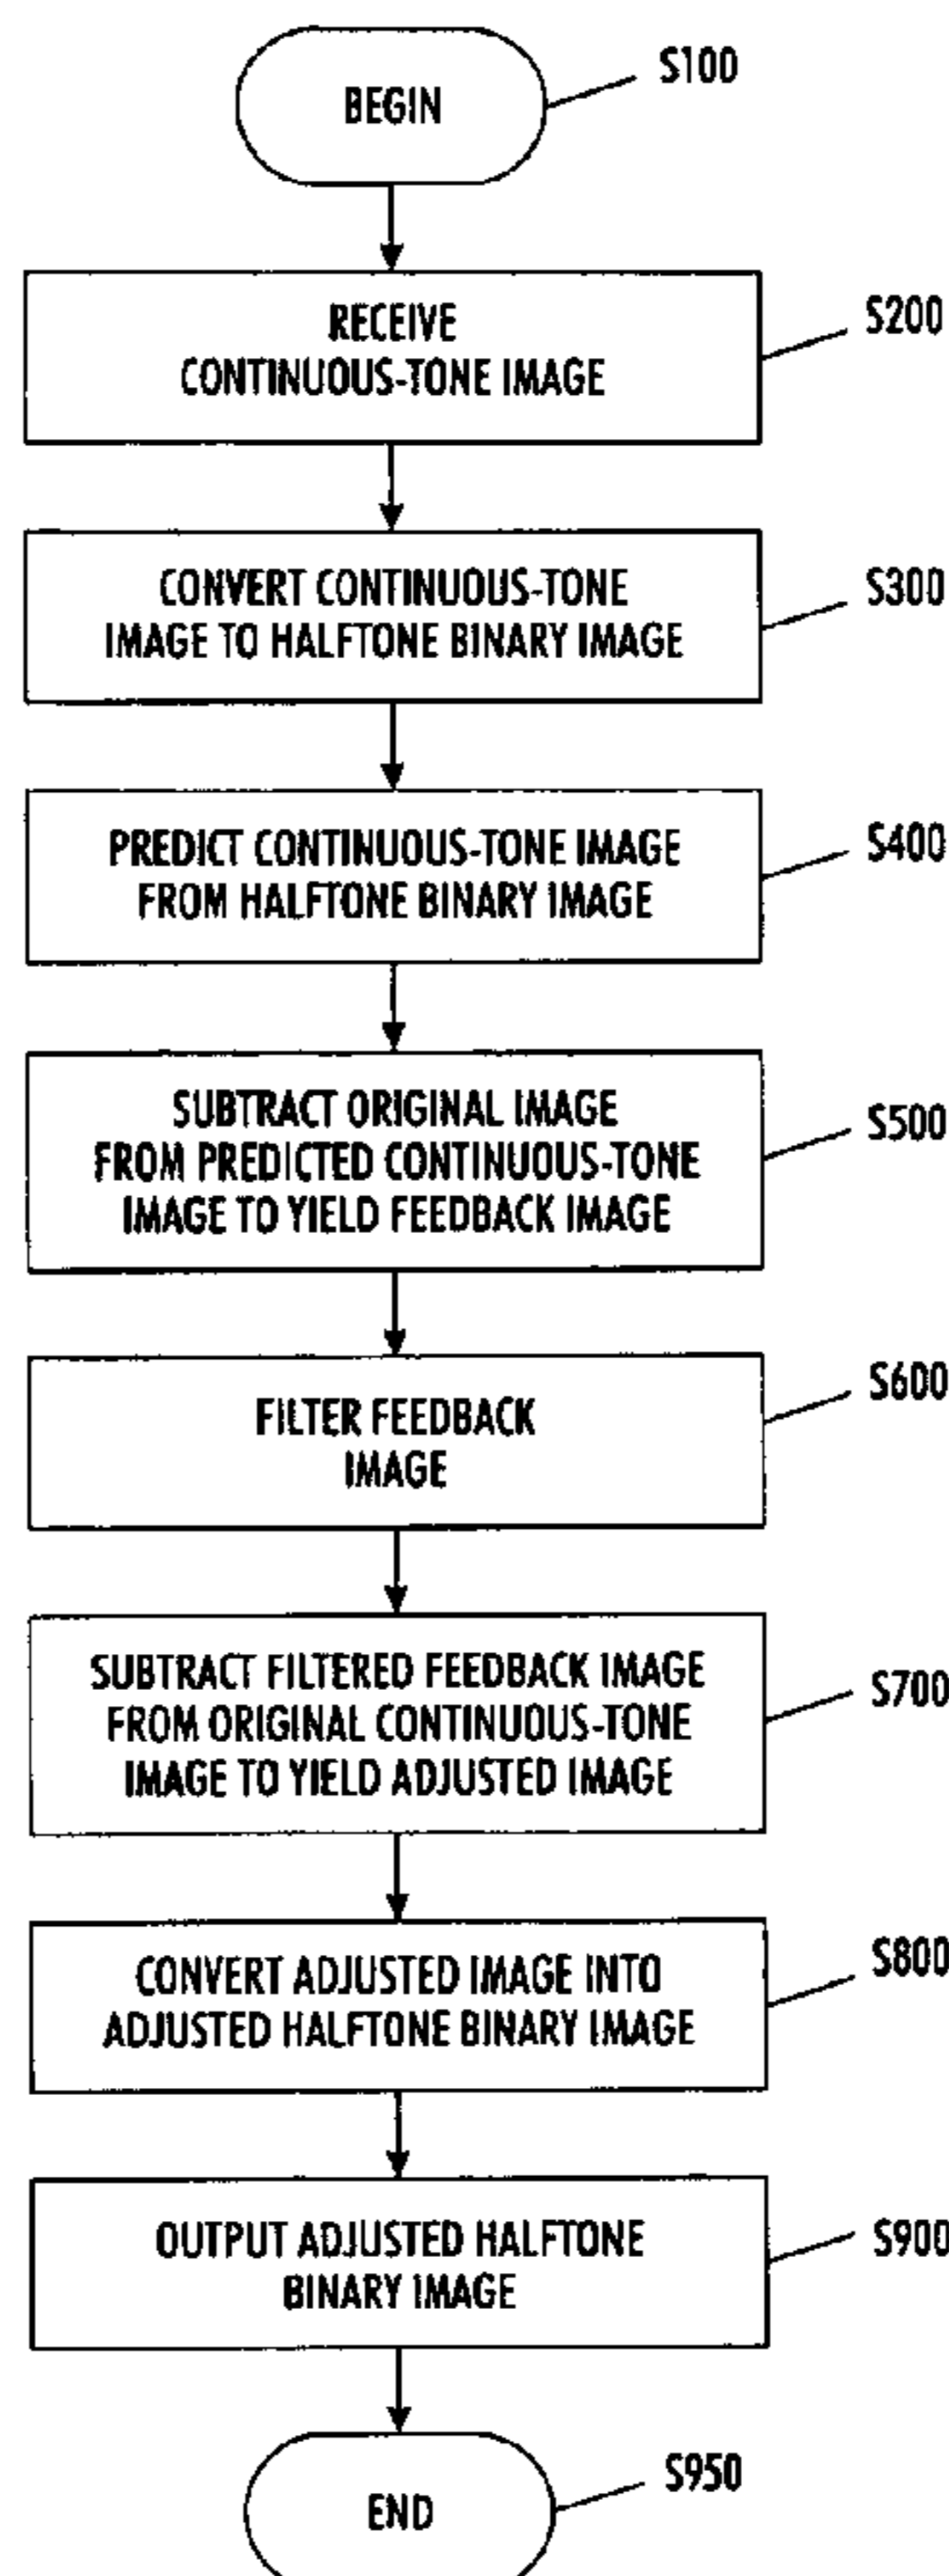 BEGIN
S100
RECEIVE
CONTINUOUS-TONE IMAGE
S200
CONVERT CONTINUOUS-TONE
IMAGE TO HALFTONE BINARY IMAGE
S300
PREDICT CONTINUOUS-TONE IMAGE
FROM HALFTONE BINARY IMAGE
S400
SUBTRACT ORIGINAL IMAGE
FROM PREDICTED CONTINUOUS-TONE
IMAGE TO YIELD FEEDBACK IMAGE
S500
FILTER FEEDBACK
IMAGE
S600
SUBTRACT FILTERED FEEDBACK IMAGE
FROM ORIGINAL CONTINUOUS-TONE
IMAGE TO YIELD ADJUSTED IMAGE
S700
CONVERT ADJUSTED IMAGE INTO
ADJUSTED HALFTONE BINARY IMAGE
S800
OUTPUT ADJUSTED HALFTONE
BINARY IMAGE
S900
END
S950